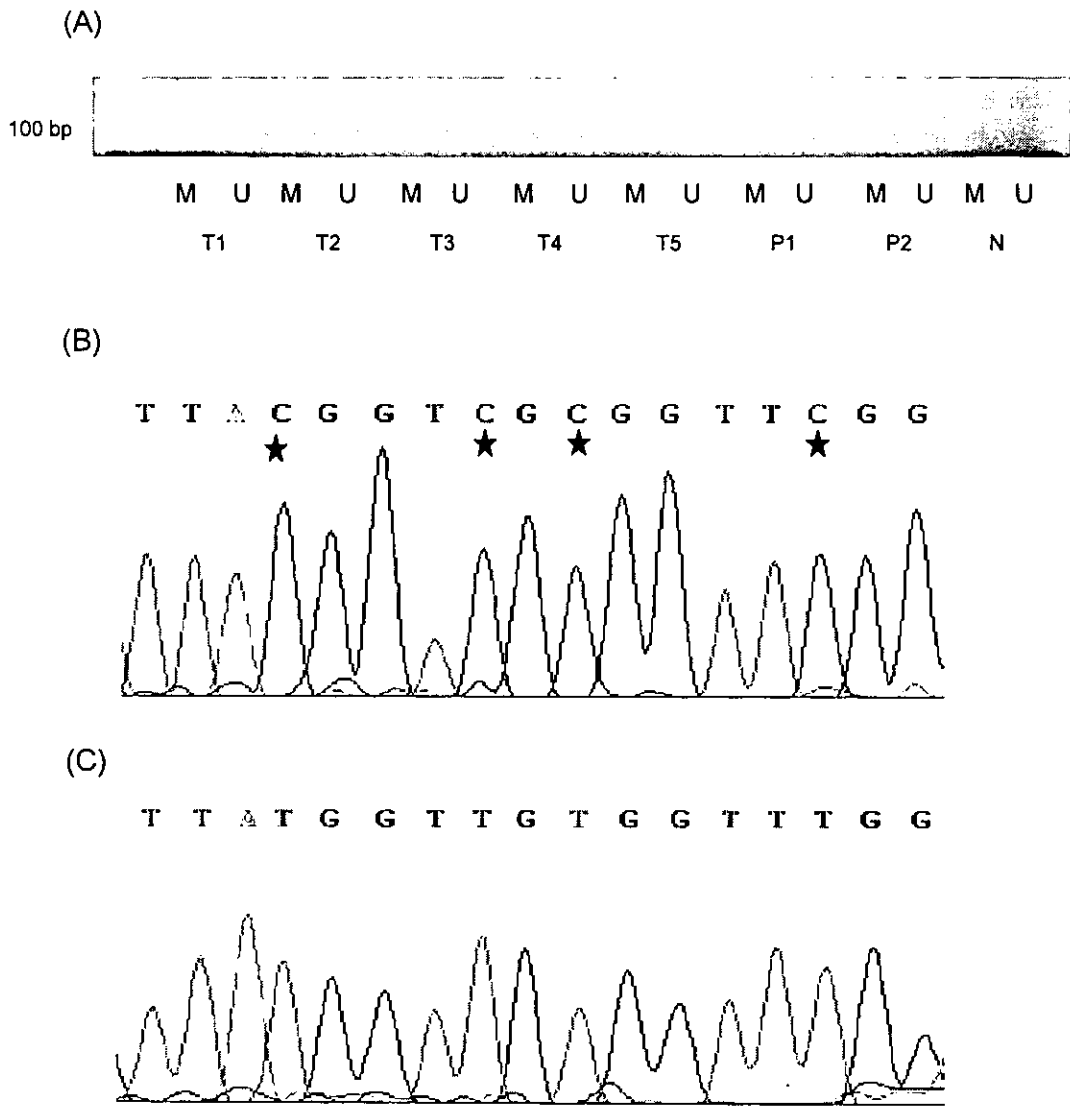 (A)
100 bp
M U M U M U M U M U M U M U M U
T1 T2 T3 T4 T5 P1 P2 N
(B)
T T A C G G T C G C G G T T C G G
(C)
T T A T G G T T G T G G T T T G G